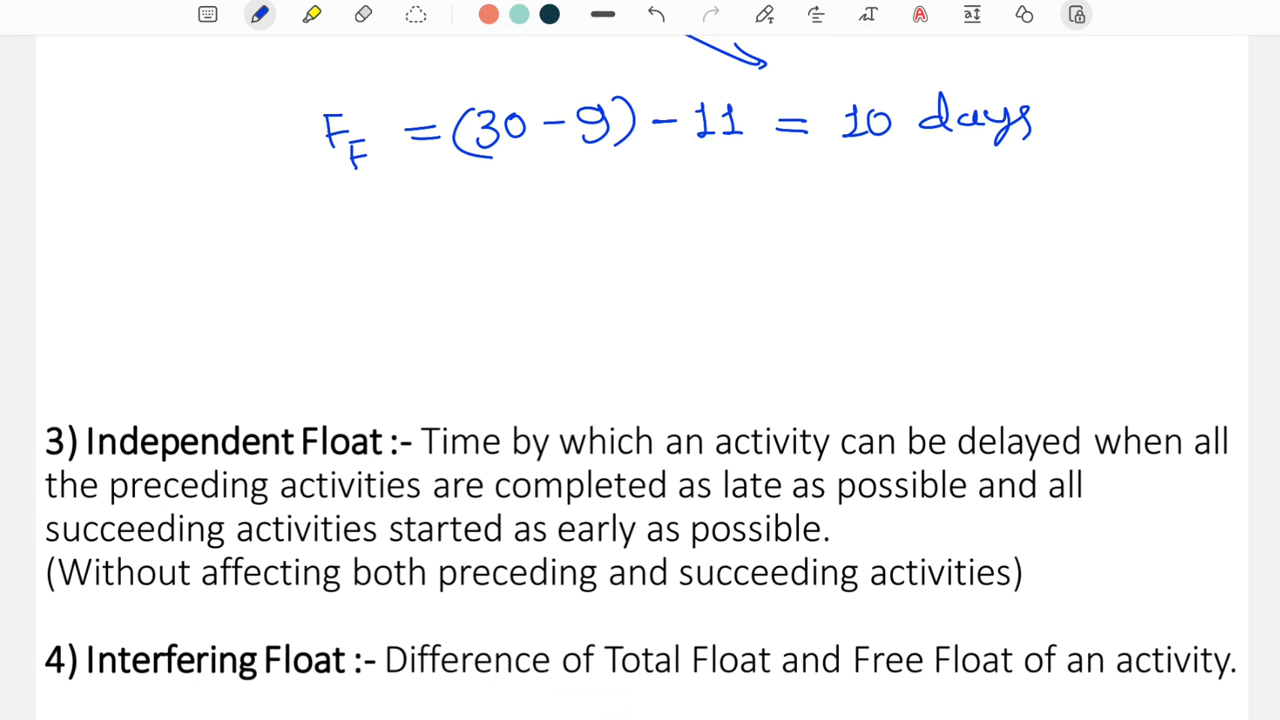 F_F = (30 - 9) - 11 = 10 days
3) Independent Float :- Time by which an activity can be delayed when all
the preceding activities are completed as late as possible and all
succeeding activities started as early as possible.
(Without affecting both preceding and succeeding activities)
4) Interfering Float :- Difference of Total Float and Free Float of an activity.